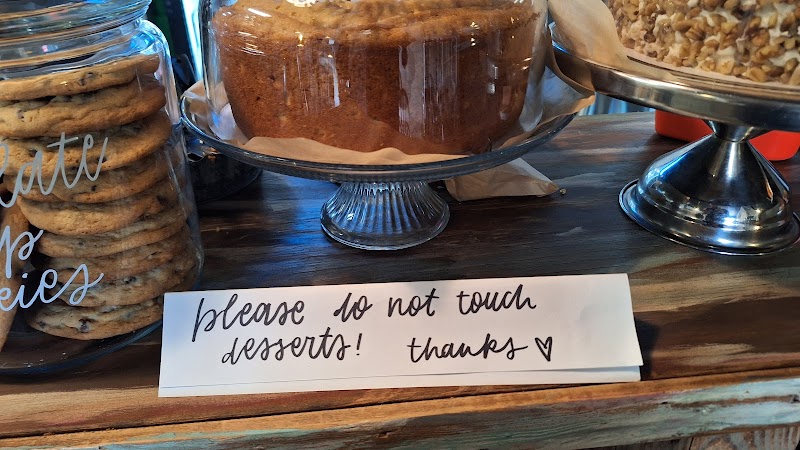 please do not touch
desserts! thanks ♡